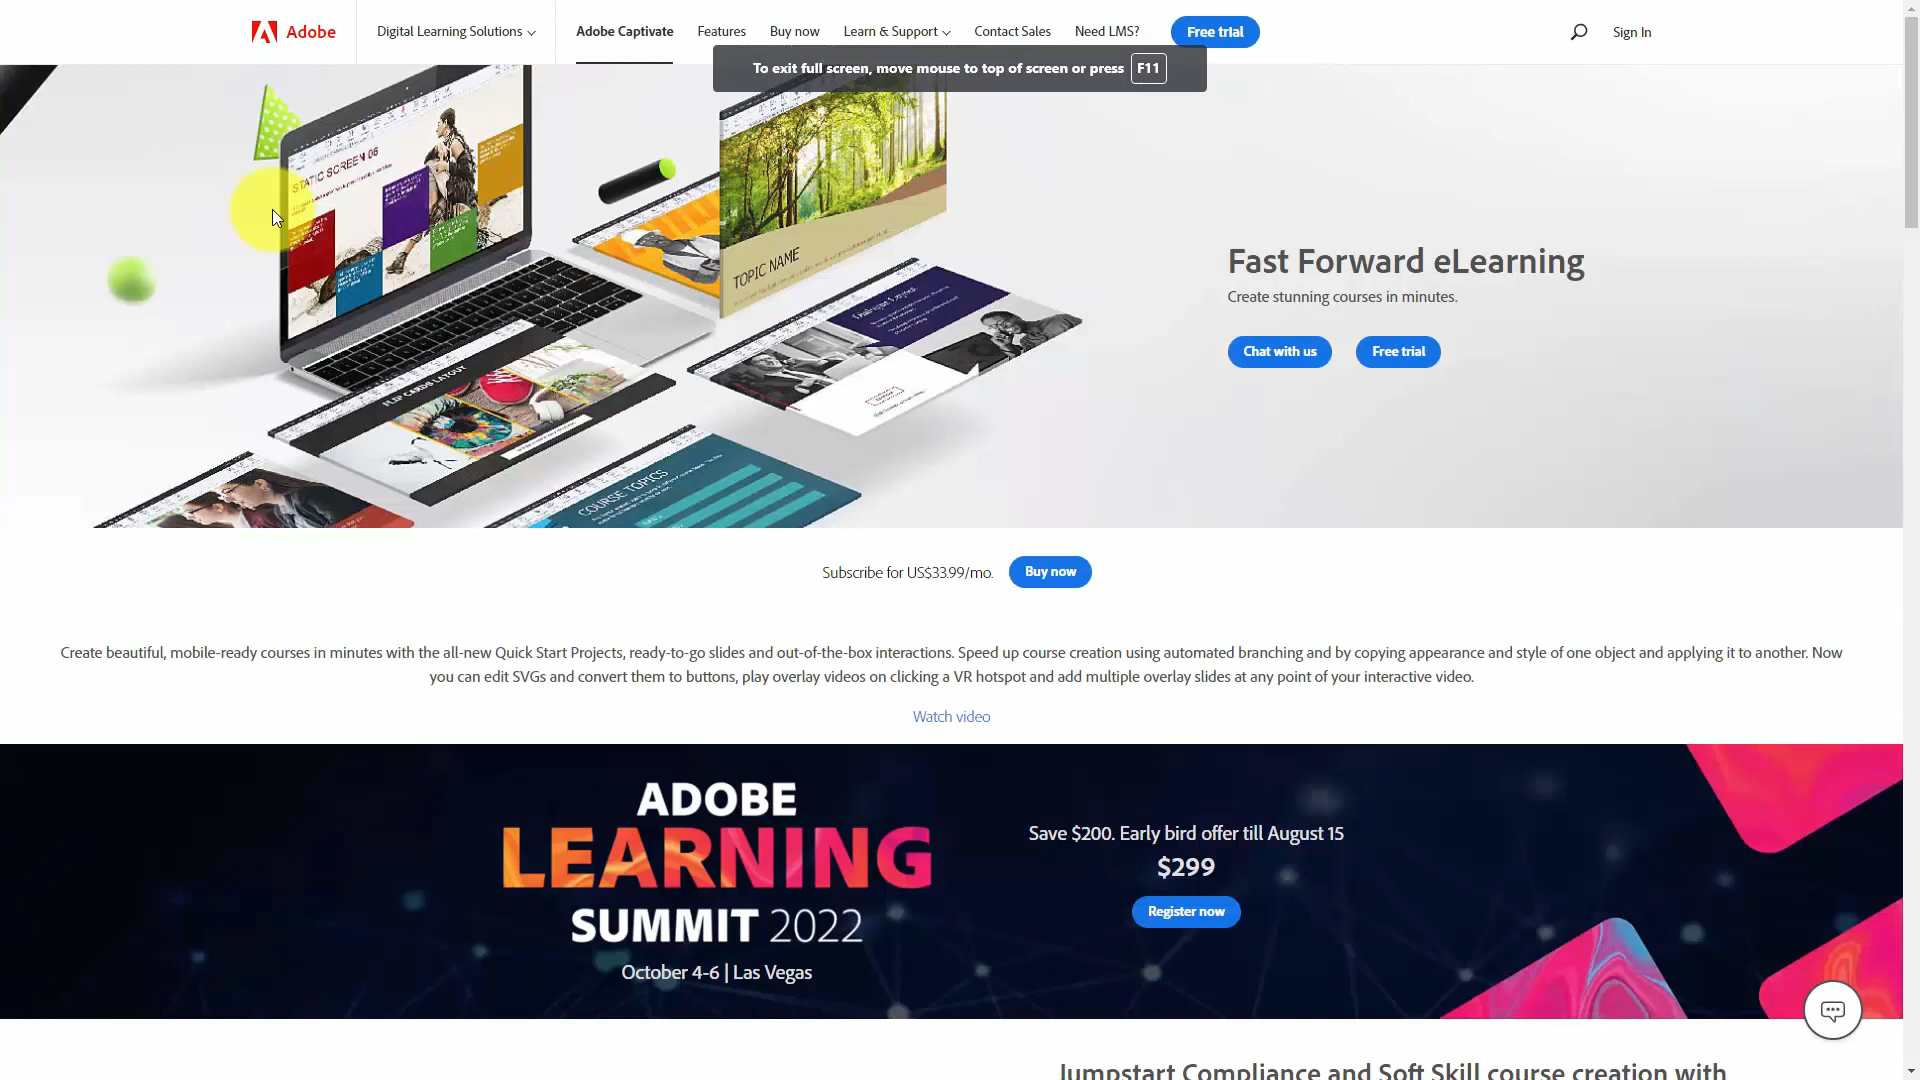 Adobe
Digital Learning Solutions
Adobe Captivate
Features
Buy now
Learn & Support
Contact Sales
Need LMS?
Free trial
Sign In
To exit full screen, move mouse to top of screen or press F11
STATIC SCREEN 06
TOPIC NAME
FLIP CARDS LAYOUT
COURSE TOPICS
Fast Forward eLearning
Create stunning courses in minutes.
Chat with us
Free trial
Subscribe for US$33.99/mo.
Buy now
Create beautiful, mobile-ready courses in minutes with the all-new Quick Start Projects, ready-to-go slides and out-of-the-box interactions. Speed up course creation using automated branching and by copying appearance and style of one object and applying it to another. Now
you can edit SVGs and convert them to buttons, play overlay videos on clicking a VR hotspot and add multiple overlay slides at any point of your interactive video.
Watch video
ADOBE
LEARNING
SUMMIT 2022
October 4-6 | Las Vegas
Save $200. Early bird offer till August 15
$299
Register now
Jumpstart Compliance and Soft Skill course creation with